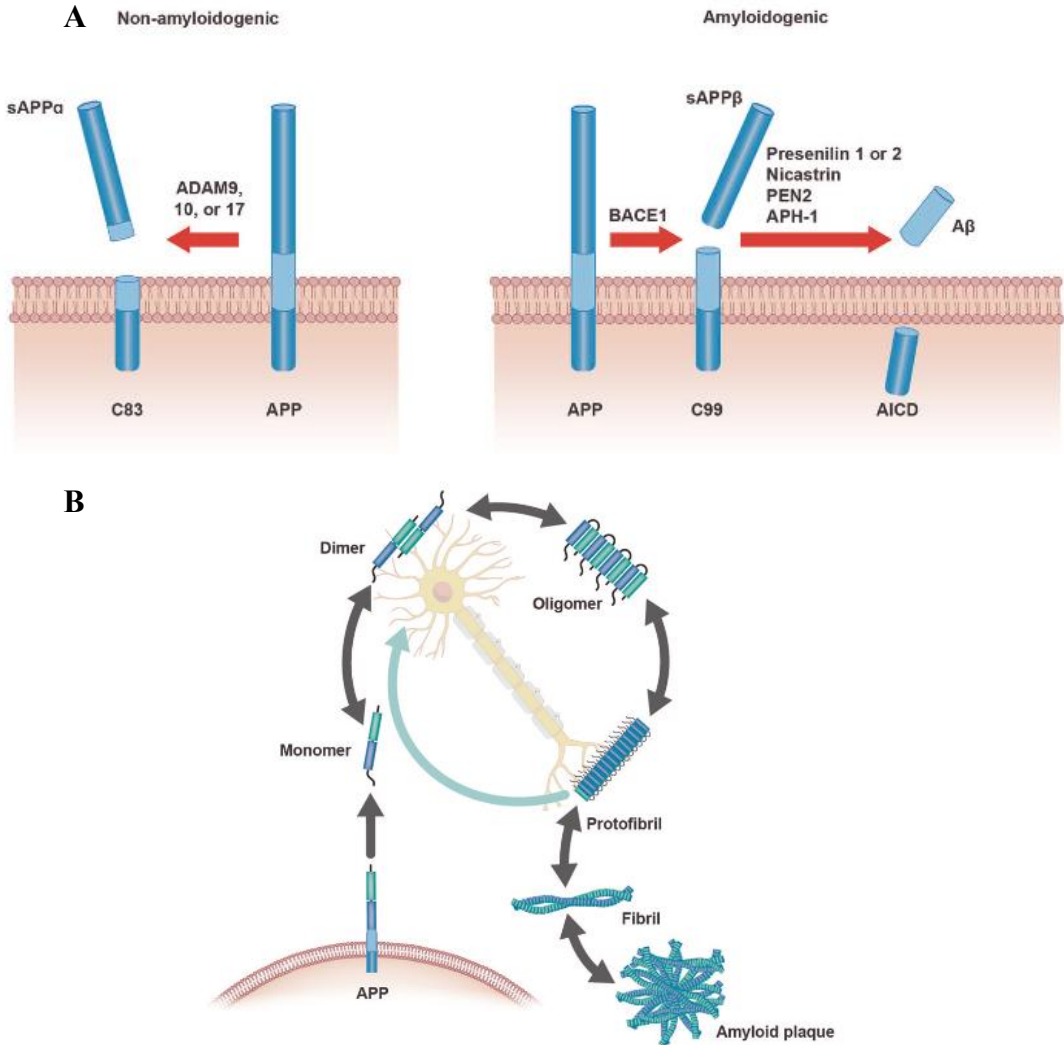 A
Non-amyloidogenic
Amyloidogenic
sAPPα
ADAM9,
10, or 17
C83
APP
sAPPβ
BACE1
Presenilin 1 or 2
Nicastrin
PEN2
APH-1
Aβ
APP
C99
AICD
B
Dimer
Oligomer
Monomer
Protofibril
Fibril
APP
Amyloid plaque